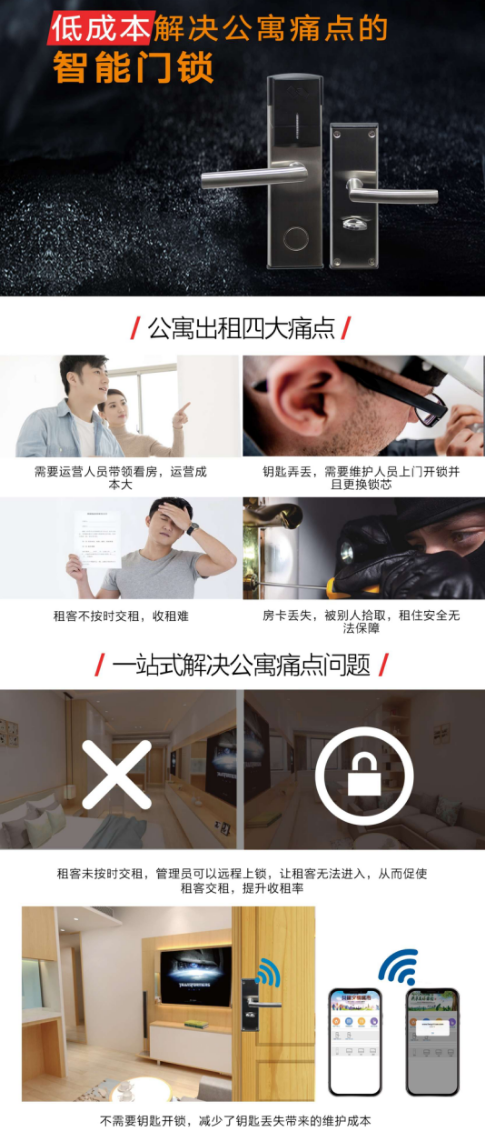 低成本解决公寓痛点的
智能门锁
公寓出租四大痛点
需要运营人员带领看房，运营成
本大
钥匙弄丢，需要维护人员上门开锁并
且更换锁芯
租客不按时交租，收租难
房卡丢失，被别人拾取，租住安全无
法保障
一站式解决公寓痛点问题
租客未按时交租，管理员可以远程上锁，让租客无法进入，从而促使
租客交租，提升收租率
不需要钥匙开锁，减少了钥匙丢失带来的维护成本